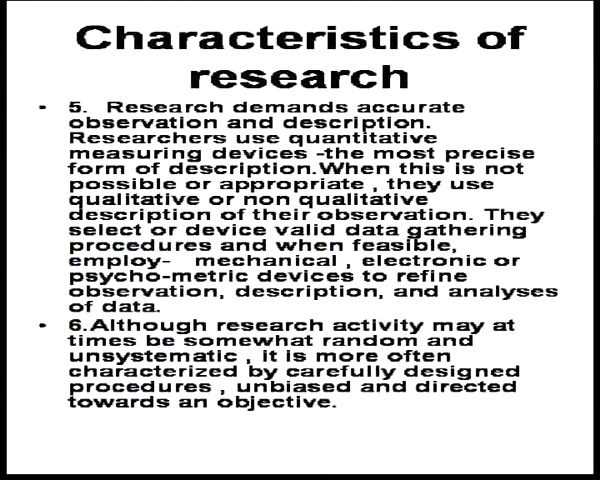 Characteristics of
research
• 5. Research demands accurate
observation and description.
Researchers use quantitative
measuring devices -the most precise
form of description.When this is not
possible or appropriate , they use
qualitative or non qualitative
description of their observation. They
select or device valid data gathering
procedures and when feasible,
employ- mechanical , electronic or
psycho-metric devices to refine
observation, description, and analyses
of data.
• 6.Although research activity may at
times be somewhat random and
unsystematic , it is more often
characterized by carefully designed
procedures , unbiased and directed
towards an objective.